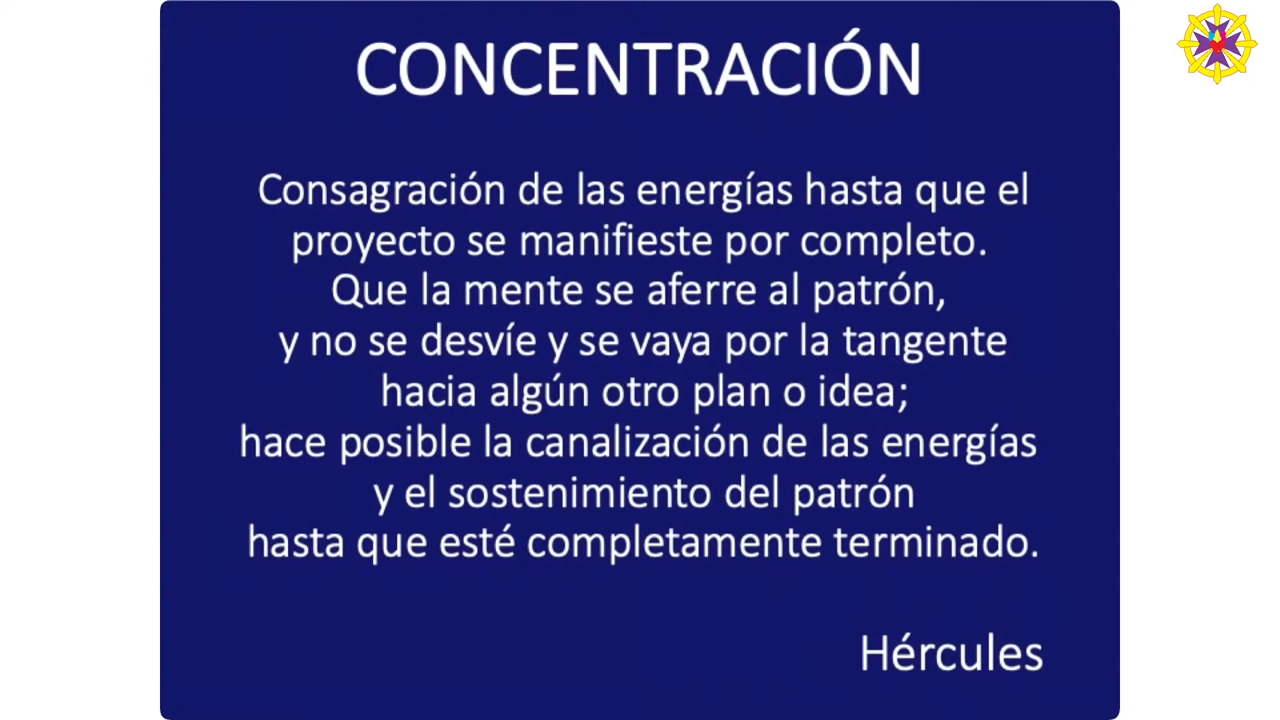 CONCENTRACIÓN
Consagración de las energías hasta que el
proyecto se manifieste por completo.
Que la mente se aferre al patrón,
y no se desvíe y se vaya por la tangente
hacia algún otro plan o idea;
hace posible la canalización de las energías
y el sostenimiento del patrón
hasta que esté completamente terminado.
Hércules